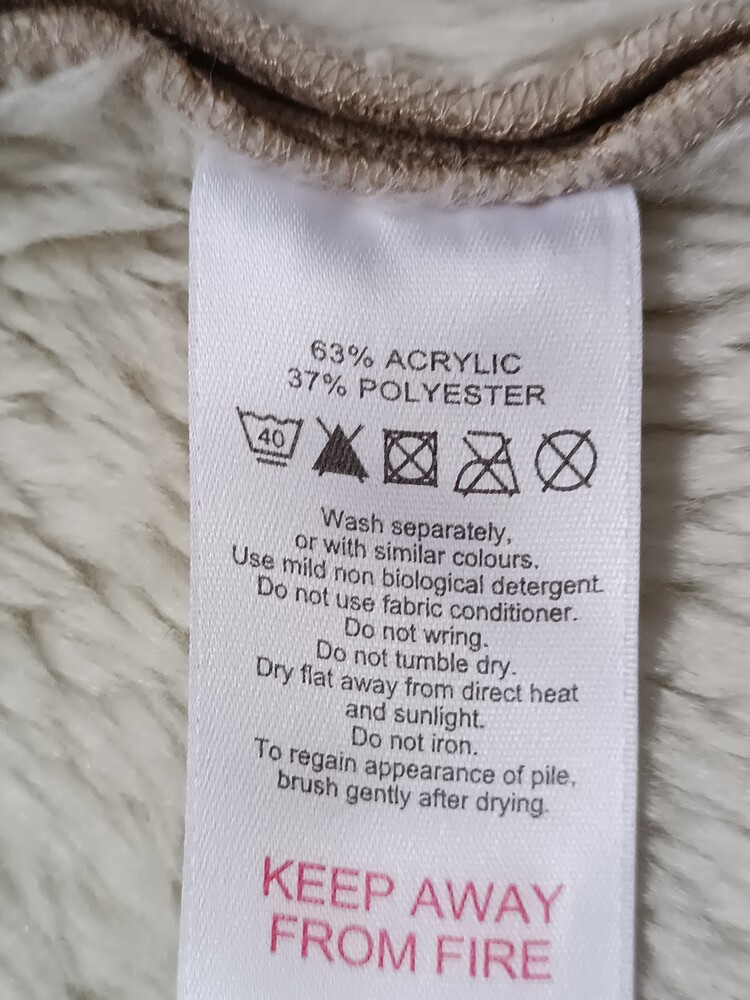 63% ACRYLIC
37% POLYESTER
40
Wash separately,
or with similar colours.
Use mild non biological detergent.
Do not use fabric conditioner.
Do not wring.
Do not tumble dry.
Dry flat away from direct heat
and sunlight.
Do not iron.
To regain appearance of pile,
brush gently after drying.
KEEP AWAY
FROM FIRE